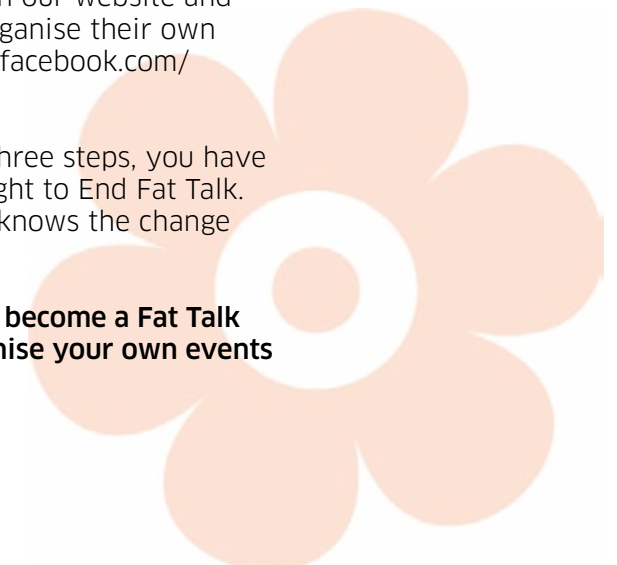 our website and
ganise their own
facebook.com/
hree steps, you have
ght to End Fat Talk.
knows the change
become a Fat Talk
nise your own events